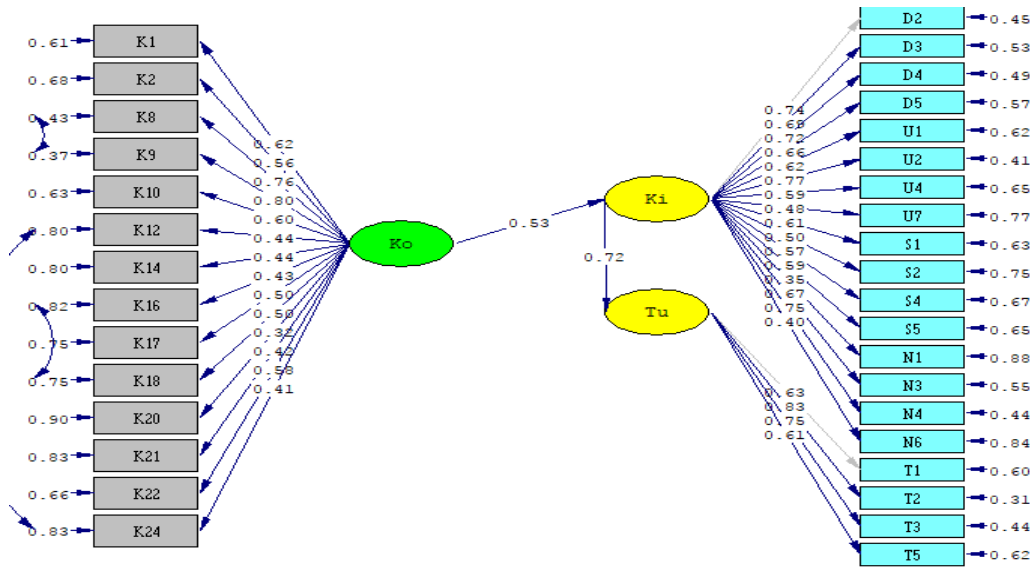 0.61 K1
0.68 K2
0.43 K8
0.37 K9
0.63 K10
0.80 K12
0.80 K14
0.82 K16
0.75 K17
0.75 K18
0.90 K20
0.83 K21
0.66 K22
0.83 K24
0.62
0.56
0.76
0.80
0.60
0.44
0.44
0.43
0.50
0.50
0.32
0.42
0.58
0.41
Ko
0.53
Ki
0.72
Tu
0.74
0.69
0.72
0.66
0.62
0.77
0.59
0.48
0.61
0.50
0.57
0.59
0.35
0.67
0.75
0.40
0.63
0.83
0.75
0.61
D2 0.45
D3 0.53
D4 0.49
D5 0.57
U1 0.62
U2 0.41
U4 0.65
U7 0.77
S1 0.63
S2 0.75
S4 0.67
S5 0.65
N1 0.88
N3 0.55
N4 0.44
N6 0.84
T1 0.60
T2 0.31
T3 0.44
T5 0.62